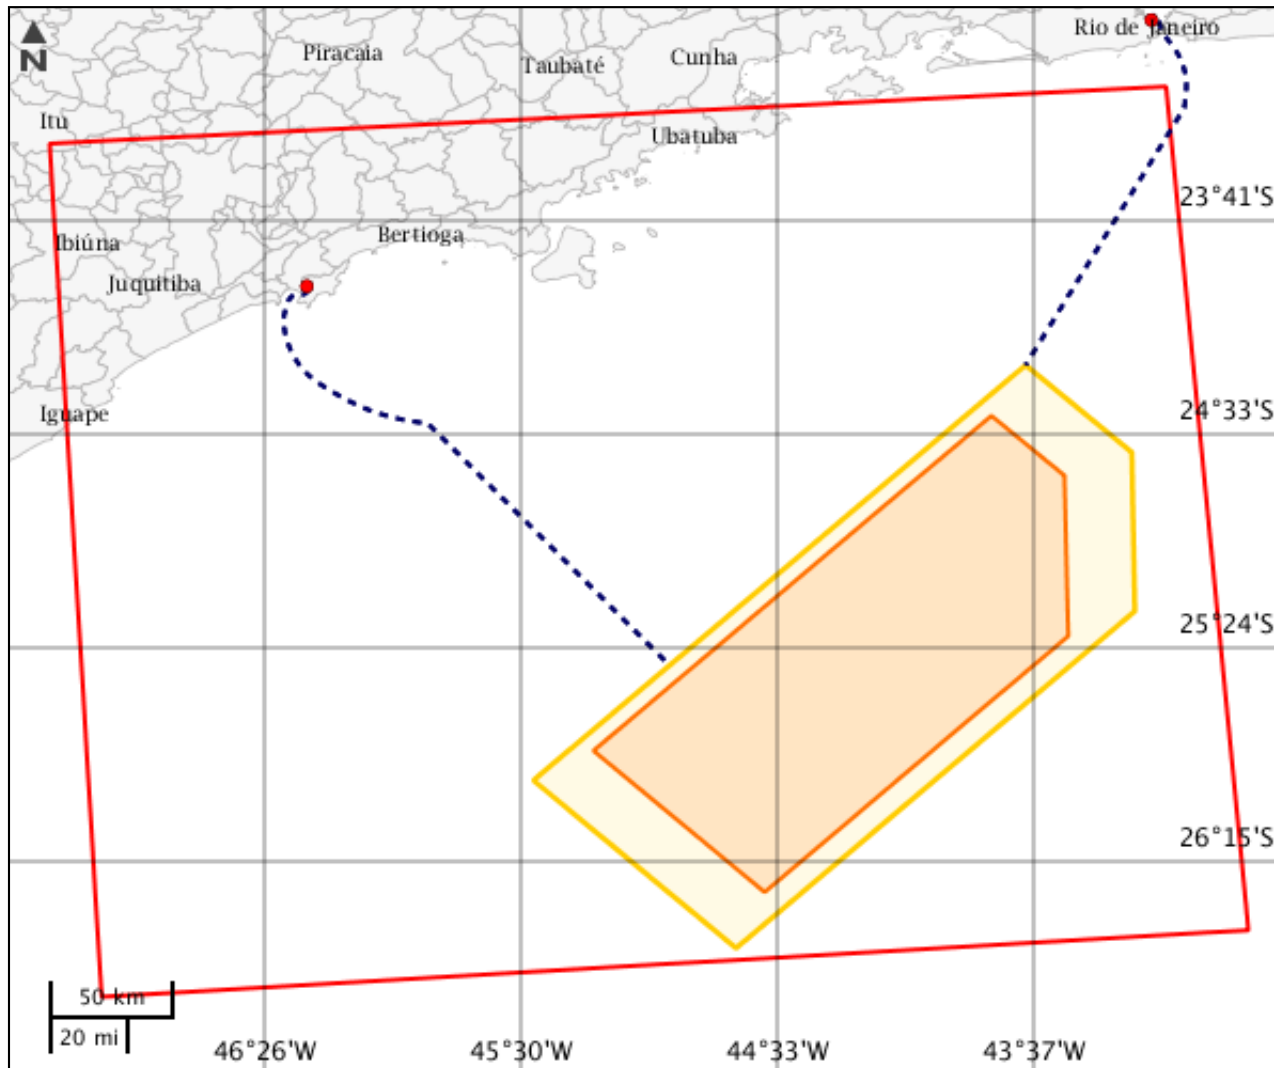 N
Rio de Janeiro
Piracaia
Cunha
Taubaté
Itu
Ubatuba
23°41'S
Bertioga
Ibiúna
Juquitiba
24°33'S
Iguape
25°24'S
26°15'S
50 km
20 mi
46°26'W 45°30'W 44°33'W 43°37'W